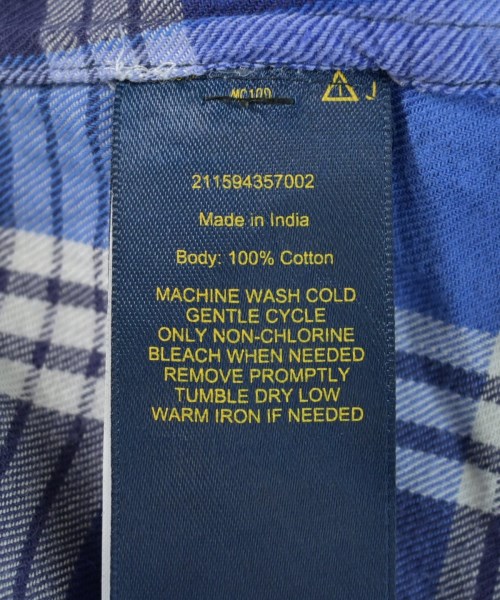 J
211594357002
Made in India
Body: 100% Cotton
MACHINE WASH COLD
GENTLE CYCLE
ONLY NON-CHLORINE
BLEACH WHEN NEEDED
REMOVE PROMPTLY
TUMBLE DRY LOW
WARM IRON IF NEEDED